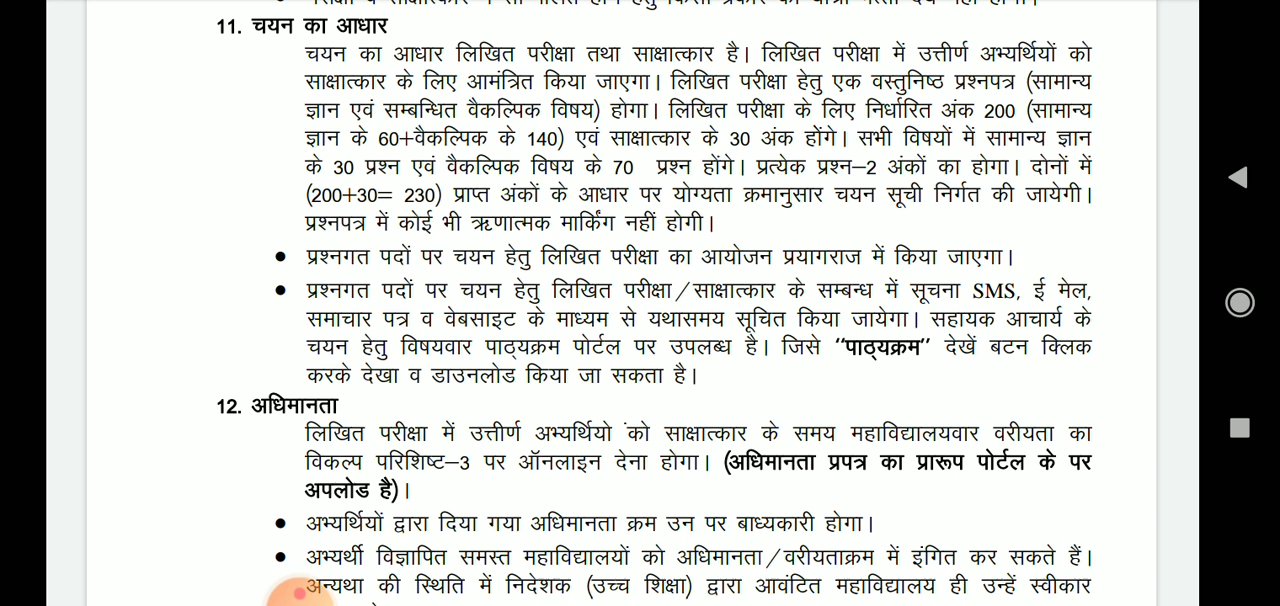 11. चयन का आधार
चयन का आधार लिखित परीक्षा तथा साक्षात्कार है। लिखित परीक्षा में उत्तीर्ण अभ्यर्थियों को
साक्षात्कार के लिए आमंत्रित किया जाएगा। लिखित परीक्षा हेतु एक वस्तुनिष्ठ प्रश्नपत्र (सामान्य
ज्ञान एवं सम्बन्धित वैकल्पिक विषय) होगा। लिखित परीक्षा के लिए निर्धारित अंक 200 (सामान्य
ज्ञान के 60+वैकल्पिक के 140) एवं साक्षात्कार के 30 अंक होंगे। सभी विषयों में सामान्य ज्ञान
के 30 प्रश्न एवं वैकल्पिक विषय के 70 प्रश्न होंगे। प्रत्येक प्रश्न–2 अंकों का होगा। दोनों में
(200+30= 230) प्राप्त अंकों के आधार पर योग्यता क्रमानुसार चयन सूची निर्गत की जायेगी।
प्रश्नपत्र में कोई भी ऋणात्मक मार्किंग नहीं होगी।
• प्रश्नगत पदों पर चयन हेतु लिखित परीक्षा का आयोजन प्रयागराज में किया जाएगा।
• प्रश्नगत पदों पर चयन हेतु लिखित परीक्षा/साक्षात्कार के सम्बन्ध में सूचना SMS, ई मेल,
समाचार पत्र व वेबसाइट के माध्यम से यथासमय सूचित किया जायेगा। सहायक आचार्य के
चयन हेतु विषयवार पाठ्यक्रम पोर्टल पर उपलब्ध है। जिसे “पाठ्यक्रम” देखें बटन क्लिक
करके देखा व डाउनलोड किया जा सकता है।
12. अधिमानता
लिखित परीक्षा में उत्तीर्ण अभ्यर्थियो ंको साक्षात्कार के समय महाविद्यालयवार वरीयता का
विकल्प परिशिष्ट–3 पर ऑनलाइन देना होगा। (अधिमानता प्रपत्र का प्रारूप पोर्टल के पर
अपलोड है)।
• अभ्यर्थियों द्वारा दिया गया अधिमानता क्रम उन पर बाध्यकारी होगा।
• अभ्यर्थी विज्ञापित समस्त महाविद्यालयों को अधिमानता/वरीयताक्रम में इंगित कर सकते हैं।
अन्यथा की स्थिति में निदेशक (उच्च शिक्षा) द्वारा आवंटित महाविद्यालय ही उन्हें स्वीकार